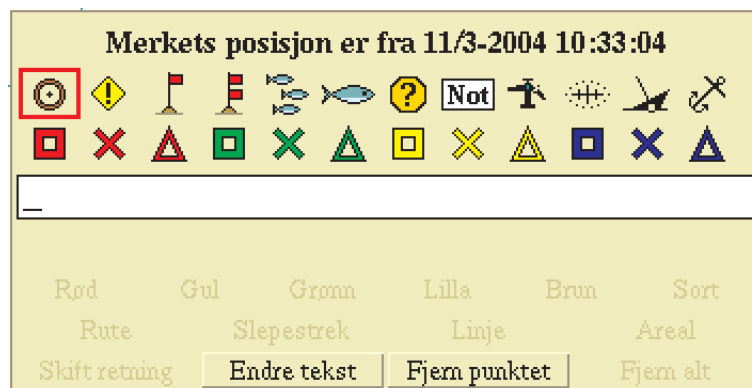 Merkets posisjon er fra 11/3-2004 10:33:04
? Not
_
Rød Gul Grønn Lilla Brun Sort
Rute Slepestrek Linje Areal
Skift retning Endre tekst Fjern punktet Fjern alt